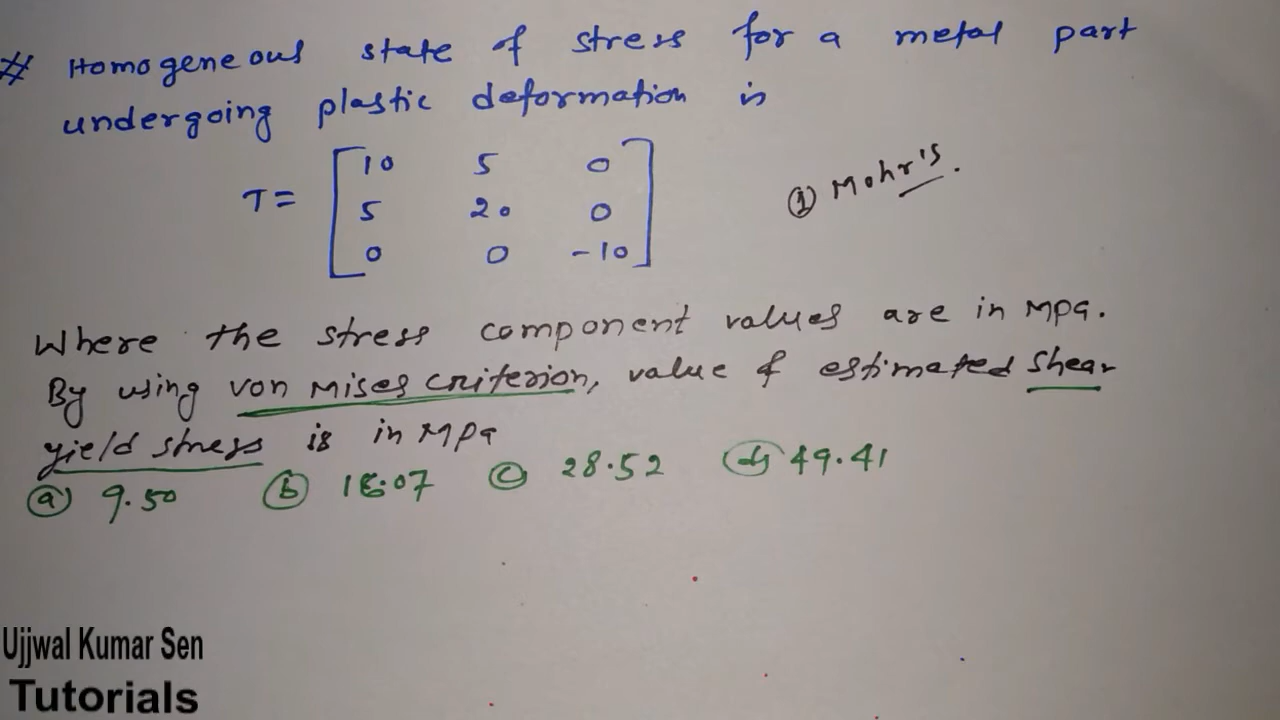 # Homogeneous state of stress for a metal part
undergoing plastic deformation is
T = [ 10 5 0
5 20 0
0 0 -10 ]
① Mohr's.
Where the stress component values are in MPa.
By using von mises criterion, value of estimated shear
yield stress is in MPa
ⓐ 9.50 ⓑ 16.07 ⓒ 28.52 ⓓ 49.41
Ujjwal Kumar Sen
Tutorials